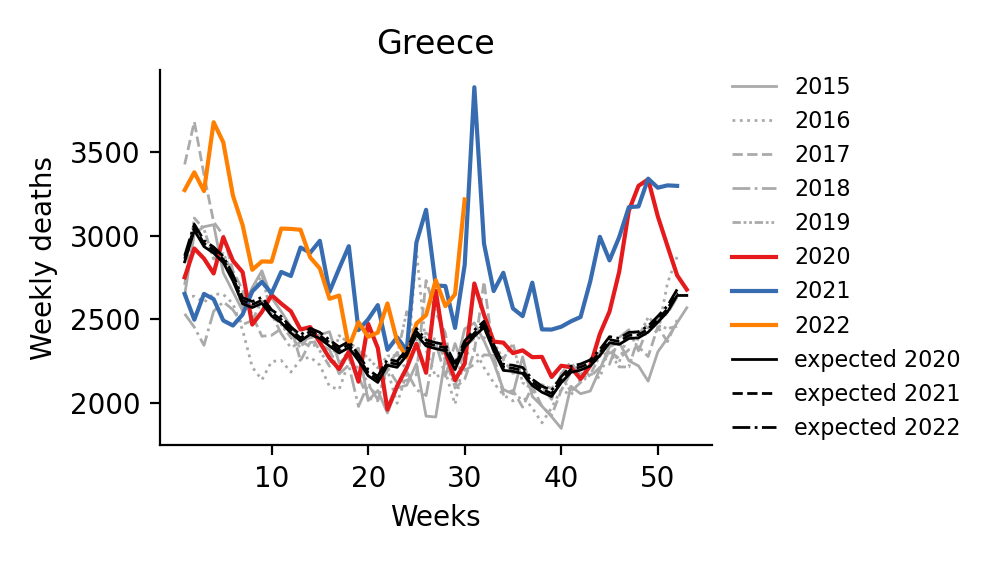 Greece
Weekly deaths
3500
3000
2500
2000
10 20 30 40 50
Weeks
2015
2016
2017
2018
2019
2020
2021
2022
expected 2020
expected 2021
expected 2022